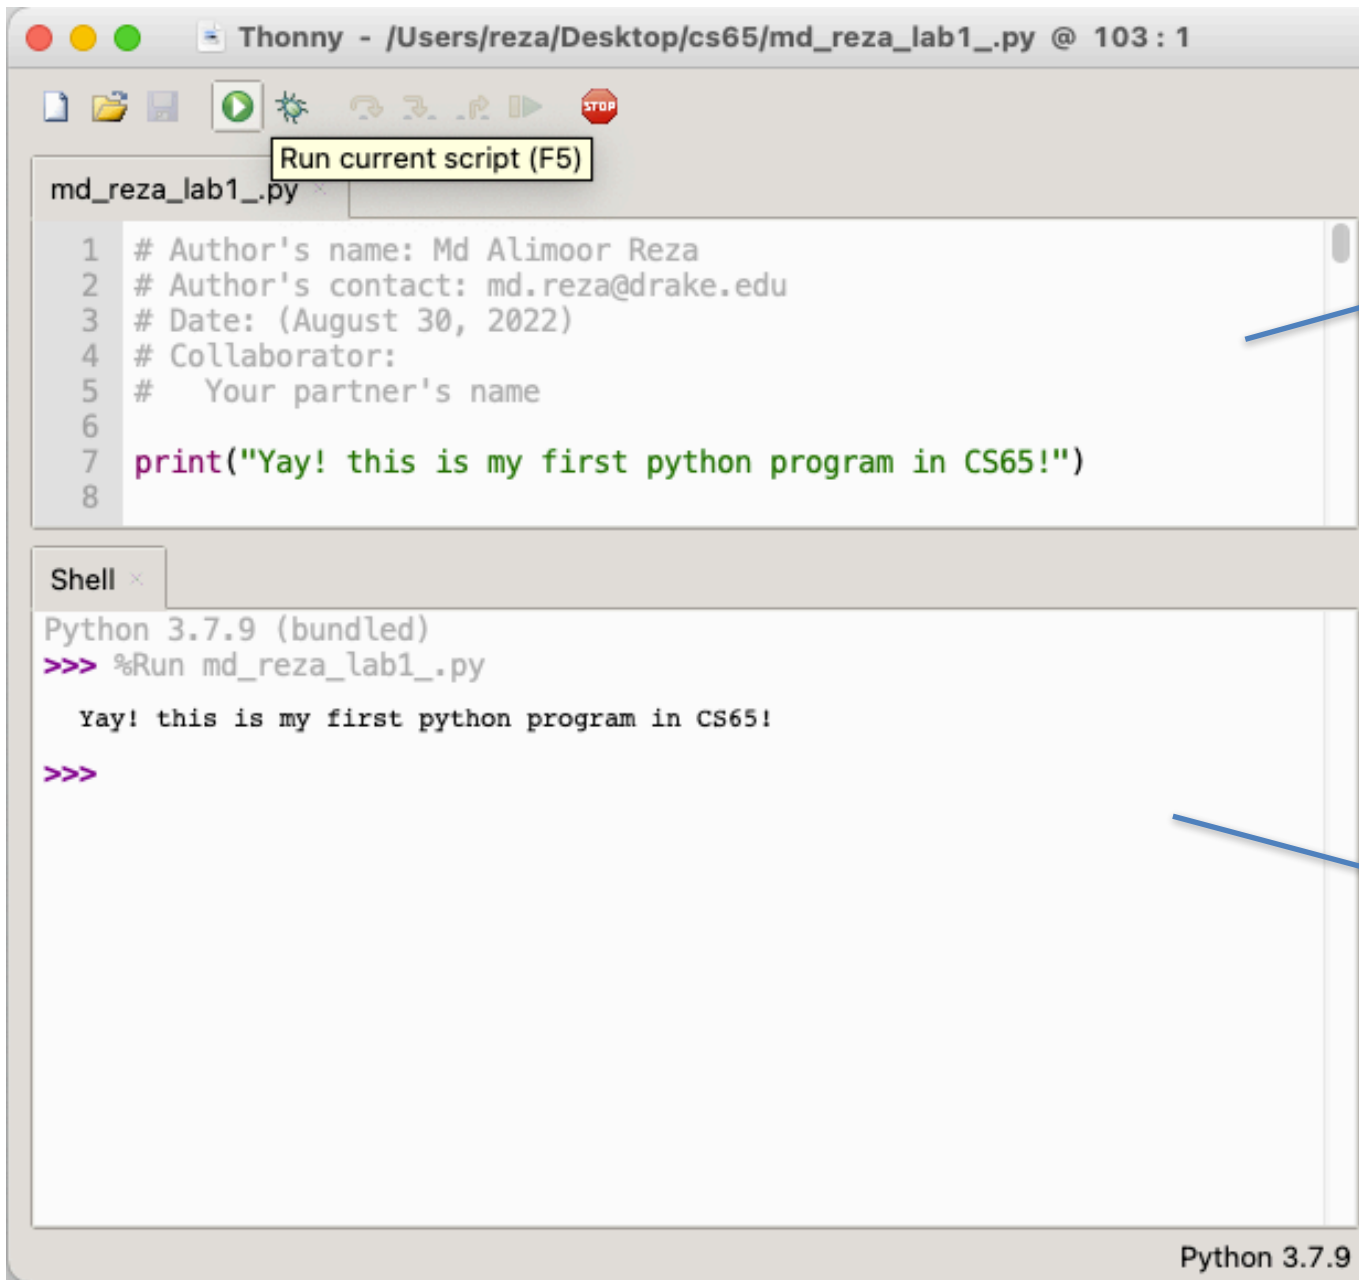 Thonny - /Users/reza/Desktop/cs65/md_reza_lab1_.py @ 103 : 1
STOP
Run current script (F5)
md_reza_lab1_.py ×
1 # Author's name: Md Alimoor Reza
2 # Author's contact: md.reza@drake.edu
3 # Date: (August 30, 2022)
4 # Collaborator:
5 #   Your partner's name
6
7 print("Yay! this is my first python program in CS65!")
8
Shell ×
Python 3.7.9 (bundled)
>>> %Run md_reza_lab1_.py
Yay! this is my first python program in CS65!
>>>
Python 3.7.9